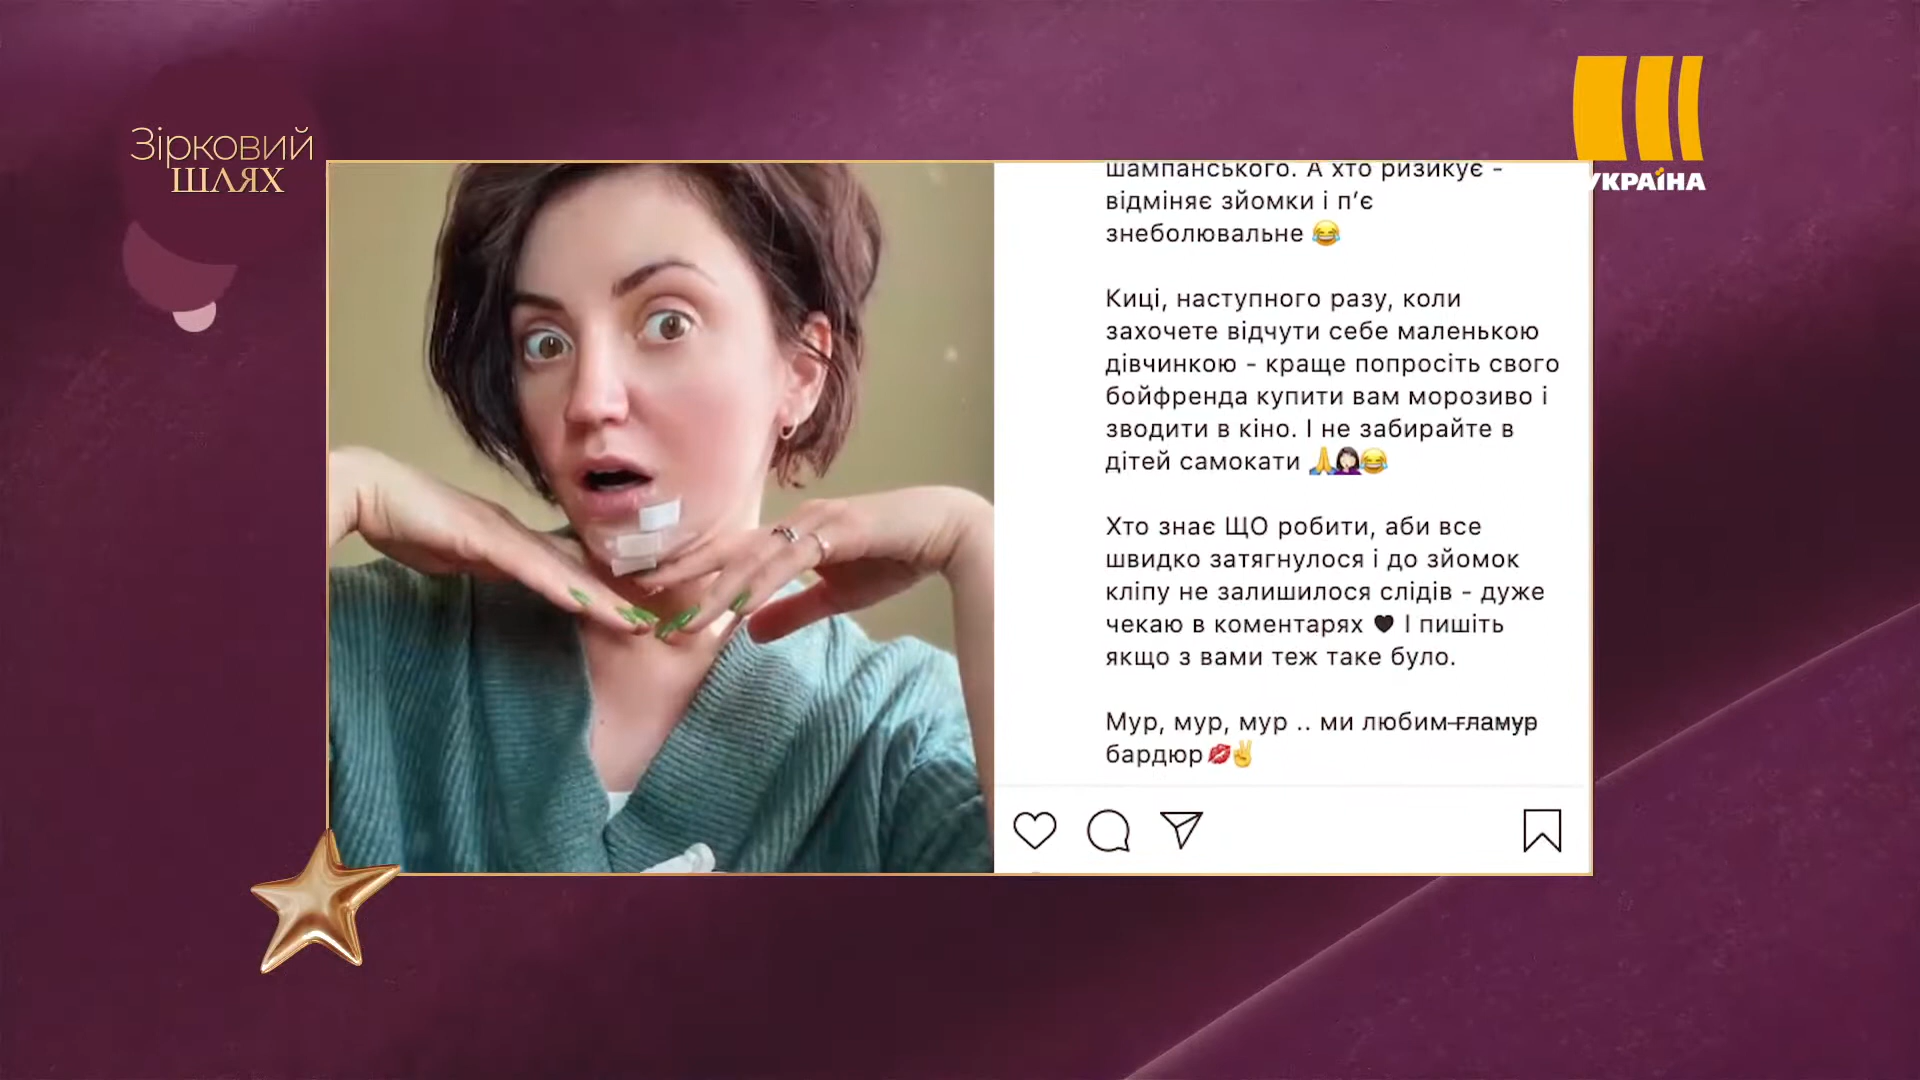 Зірковий
ШЛЯХ
УКРАЇНА
шампанського. А хто ризикує -
відміняє зйомки і п’є
знеболювальне 😂
Киці, наступного разу, коли
захочете відчути себе маленькою
дівчинкою - краще попросіть свого
бойфренда купити вам морозиво і
зводити в кіно. І не забирайте в
дітей самокати 🙏🤦🏻‍♀️😂
Хто знає ЩО робити, аби все
швидко затягнулося і до зйомок
кліпу не залишилося слідів - дуже
чекаю в коментарях 🖤 І пишіть
якщо з вами теж таке було.
Мур, мур, мур .. ми любим гламур
бардюр💋✌️